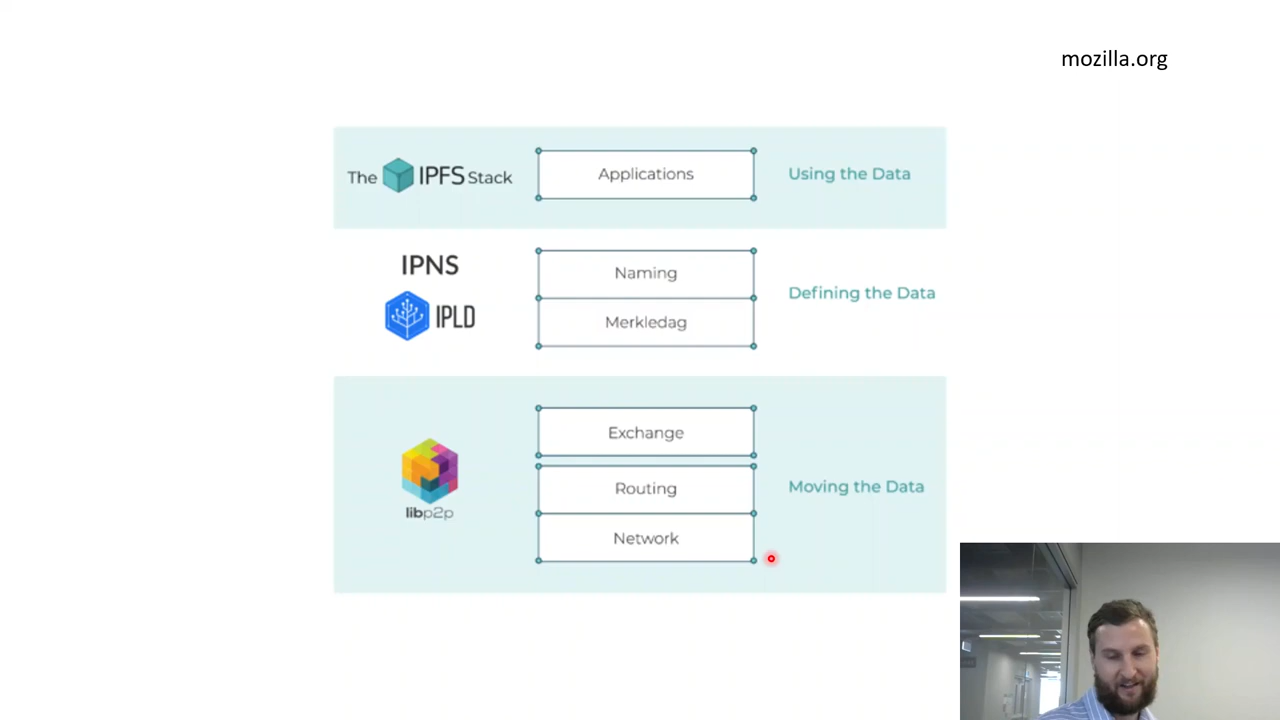 mozilla.org
The IPFS Stack
Applications
Using the Data
IPNS
IPLD
Naming
Merkledag
Defining the Data
libp2p
Exchange
Routing
Network
Moving the Data